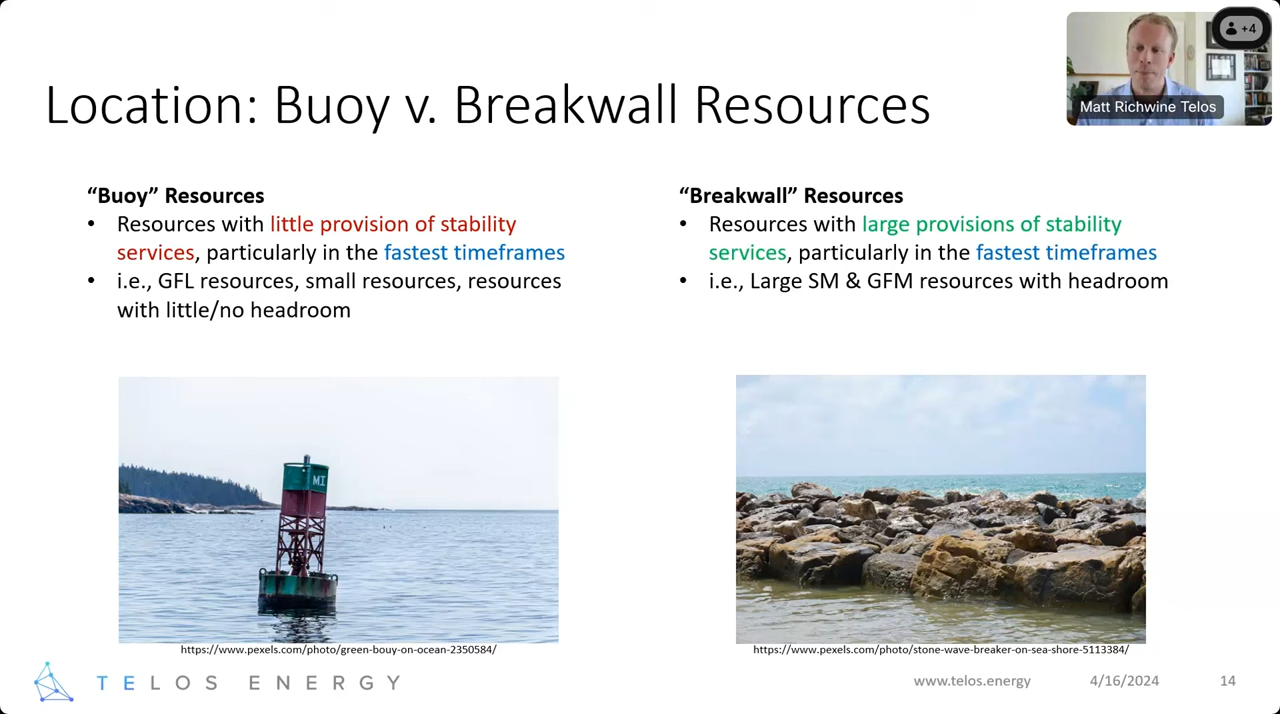 +4
Matt Richwine Telos
Location: Buoy v. Breakwall Resources
“Buoy” Resources
• Resources with little provision of stability
services, particularly in the fastest timeframes
• i.e., GFL resources, small resources, resources
with little/no headroom
“Breakwall” Resources
• Resources with large provisions of stability
services, particularly in the fastest timeframes
• i.e., Large SM & GFM resources with headroom
MI
https://www.pexels.com/photo/green-bouy-on-ocean-2350584/
https://www.pexels.com/photo/stone-wave-breaker-on-sea-shore-5113384/
TELOS ENERGY
www.telos.energy
4/16/2024
14